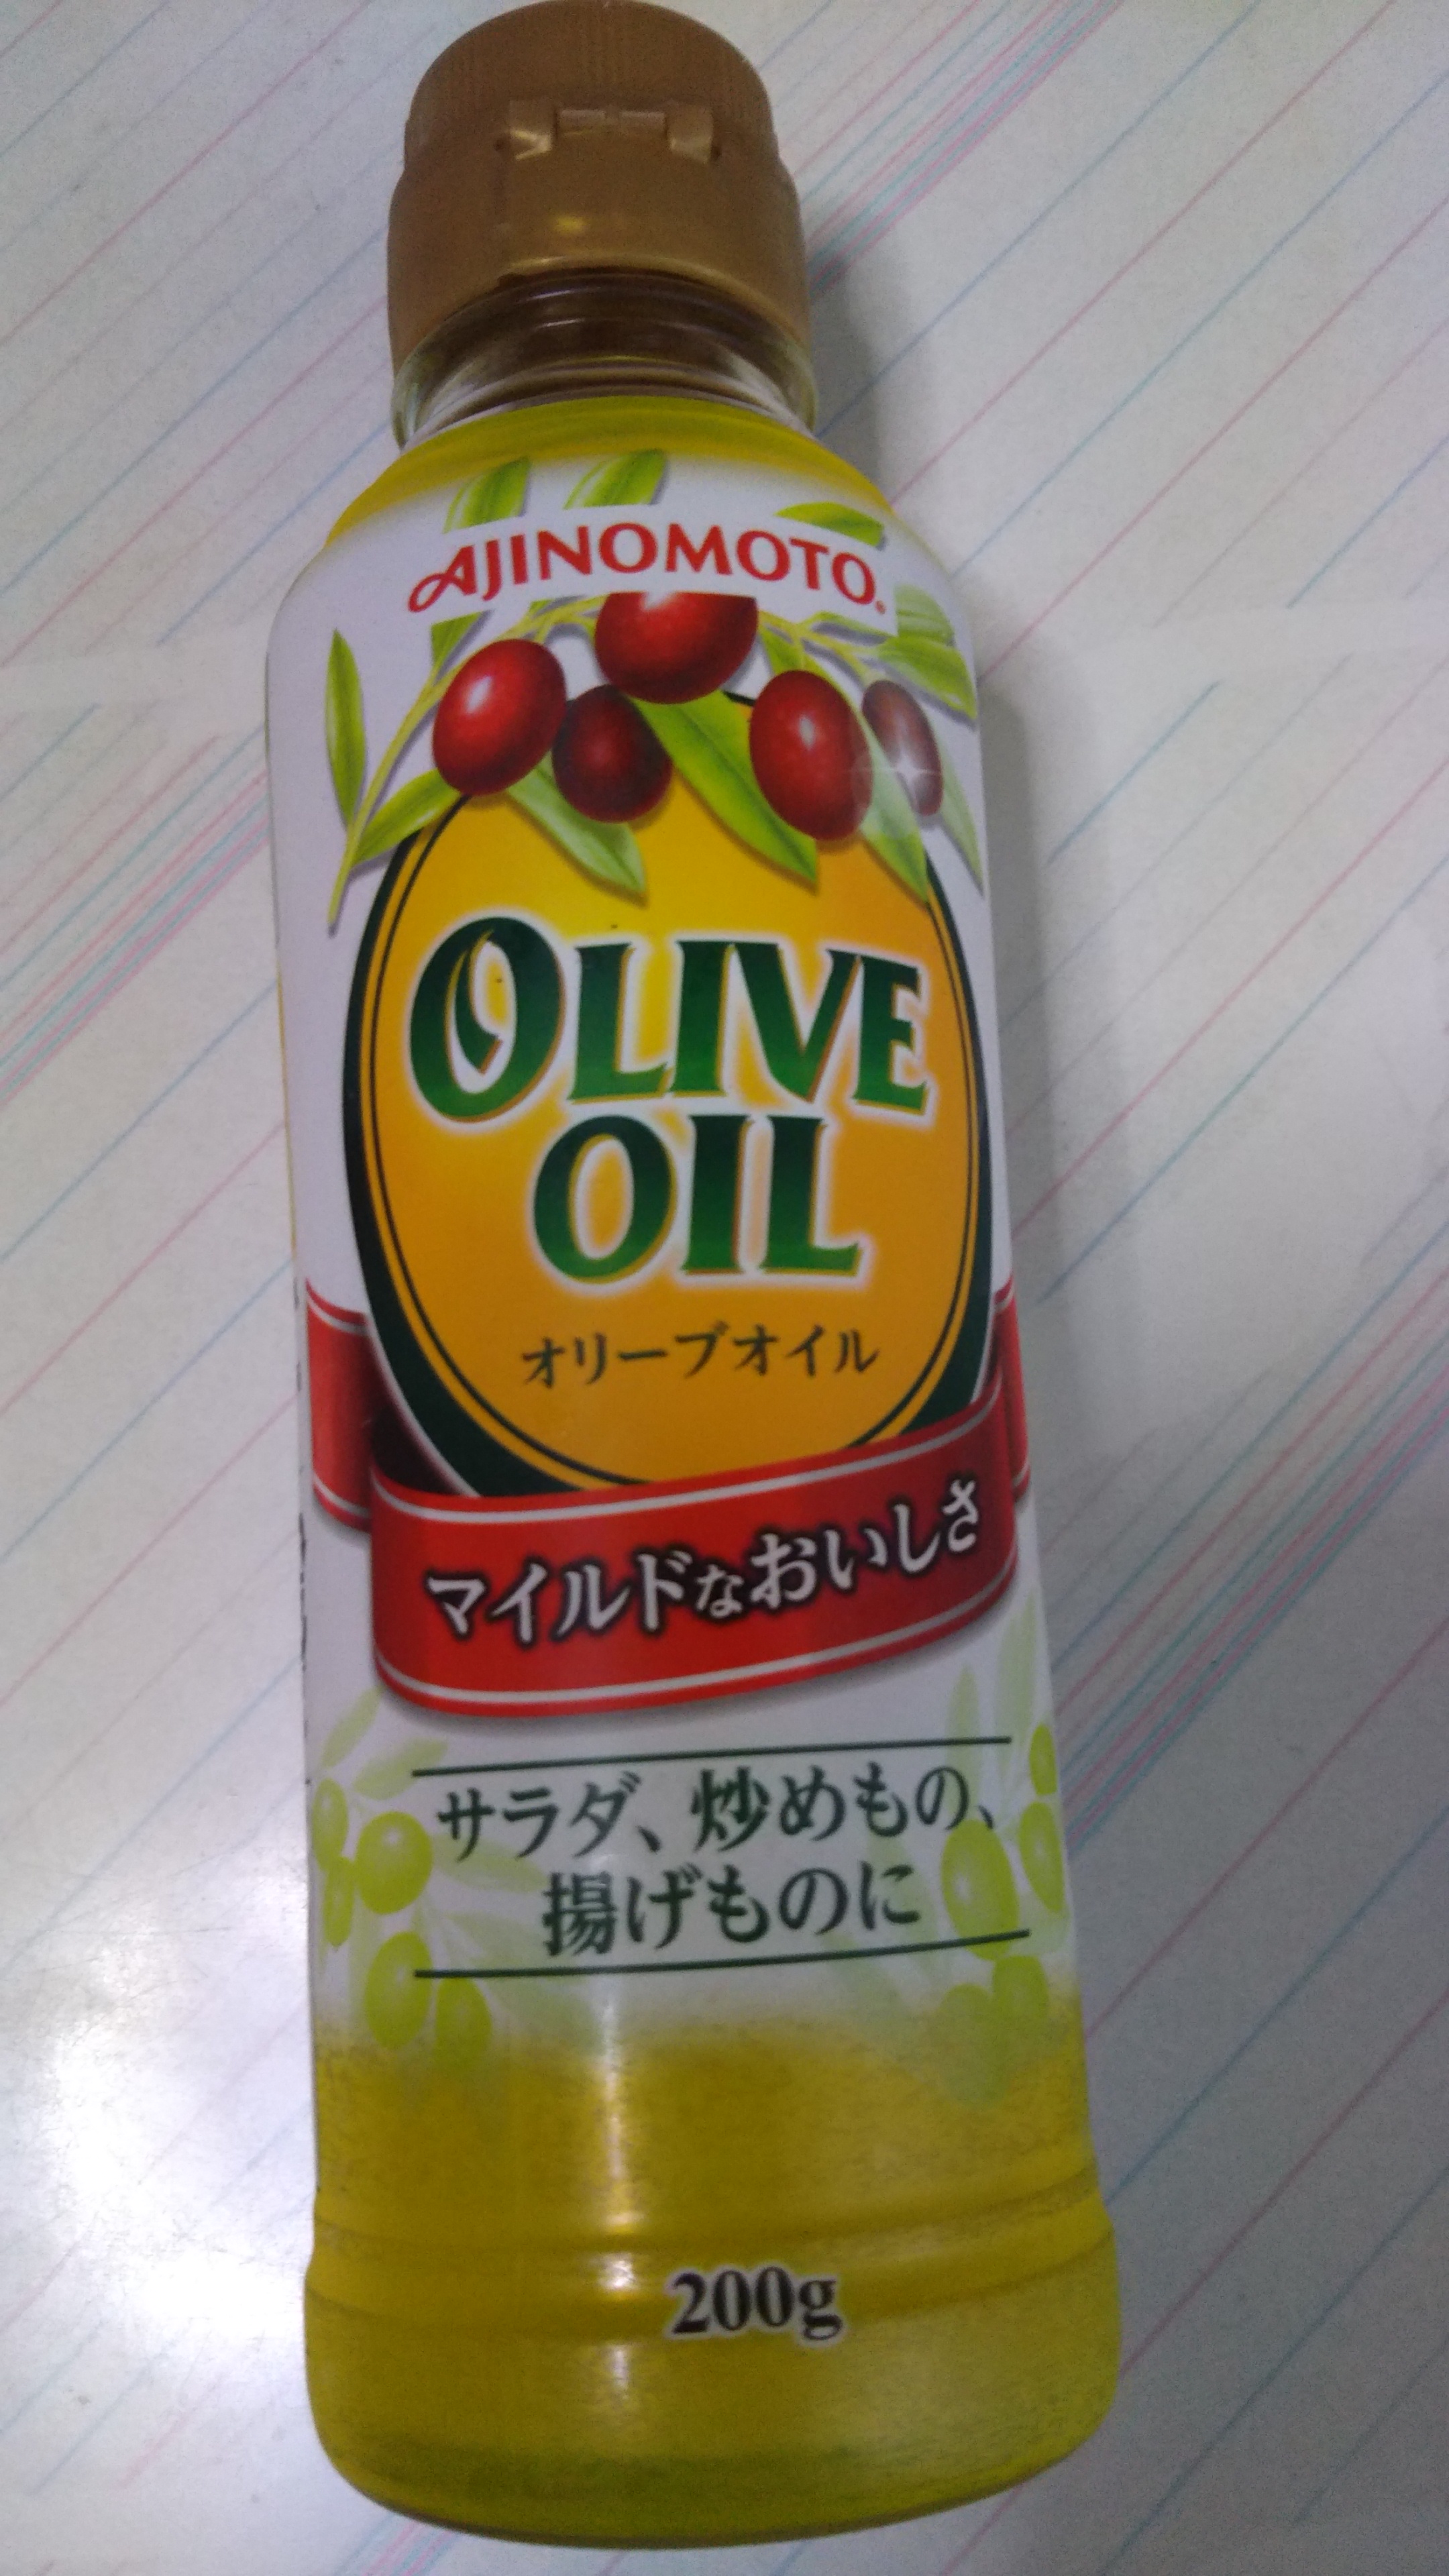 AJINOMOTO®
OLIVE
OIL
オリーブオイル
マイルドなおいしさ
サラダ、炒めもの、
揚げものに
200g